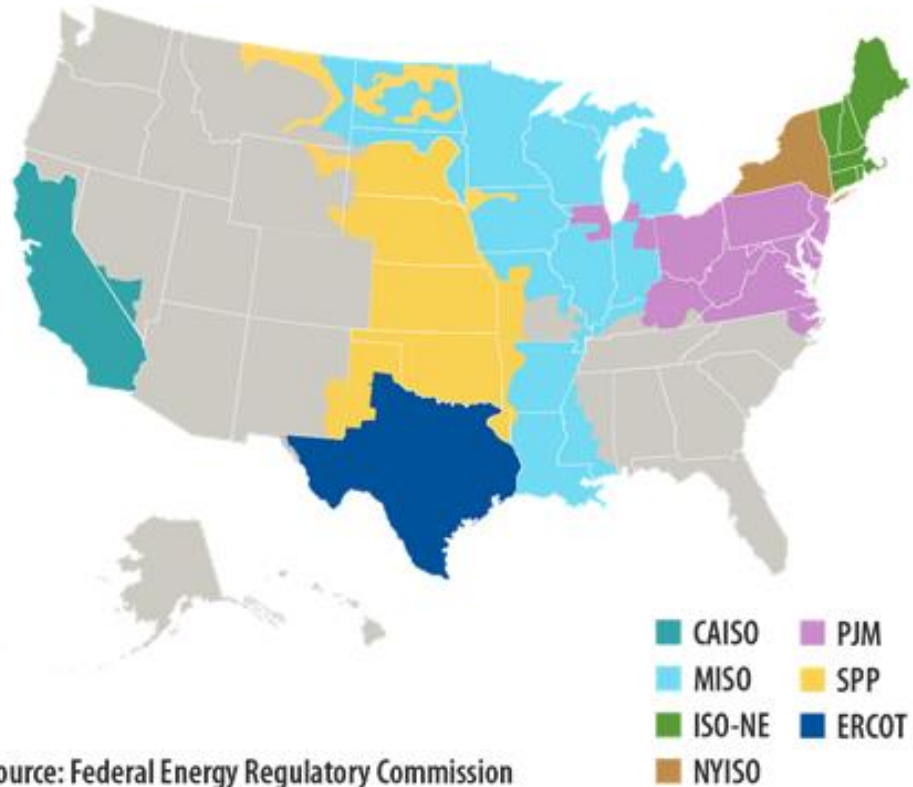 CAISO
MISO
ISO-NE
NYISO
PJM
SPP
ERCOT
ource: Federal Energy Regulatory Commission